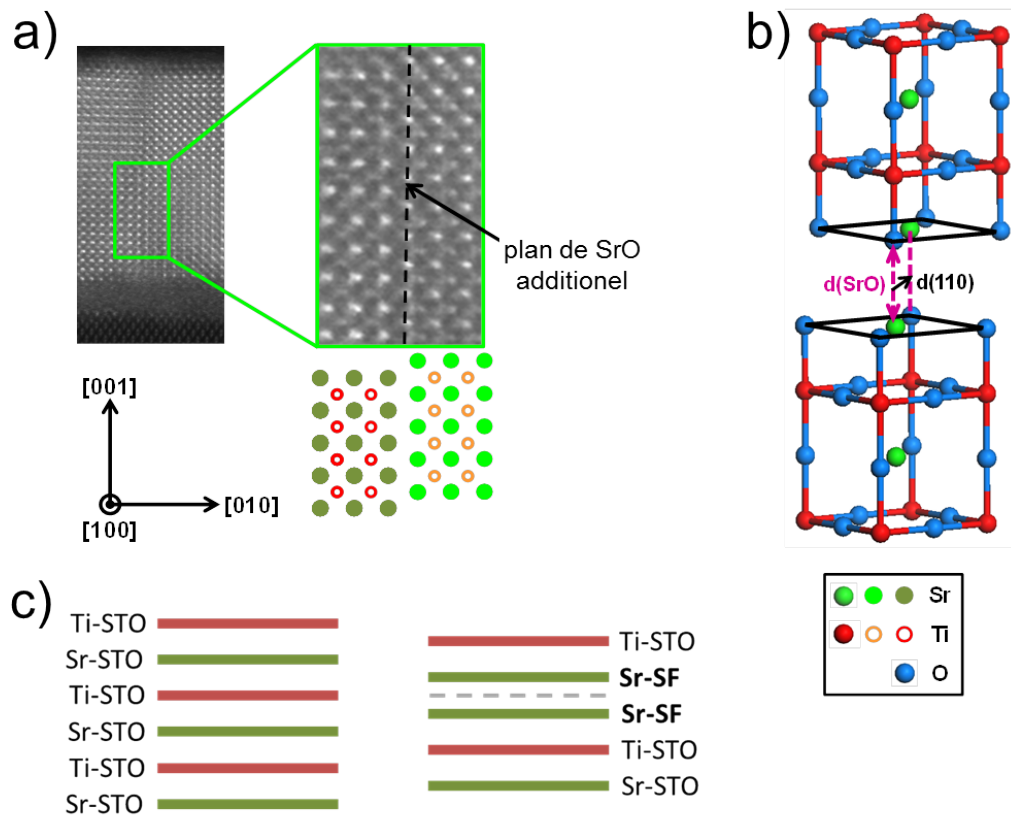 a)
plan de SrO
additionel
[001]
[010]
[100]
b)
d(SrO)
d(110)
Sr
Ti
O
c)
Ti-STO
Sr-STO
Ti-STO
Sr-STO
Ti-STO
Sr-STO
Ti-STO
Sr-SF
Sr-SF
Ti-STO
Sr-STO